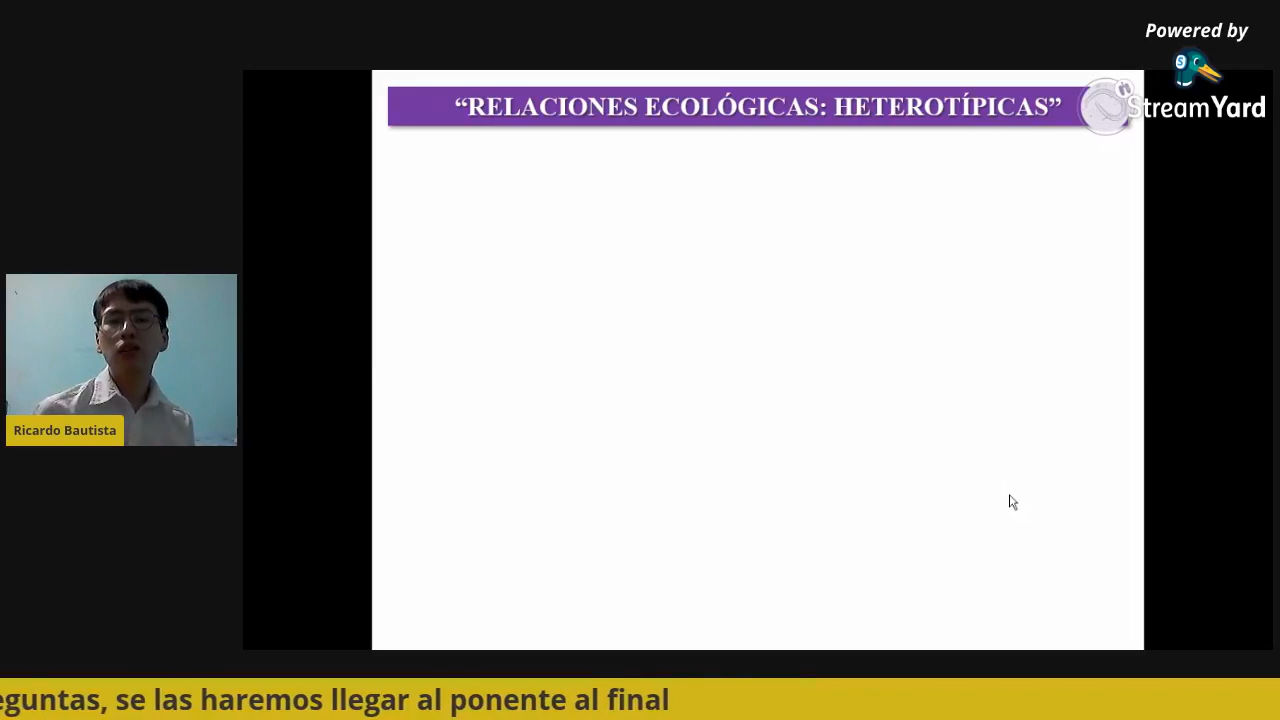 Powered by
StreamYard
“RELACIONES ECOLÓGICAS: HETEROTÍPICAS”
Ricardo Bautista
eguntas, se las haremos llegar al ponente al final